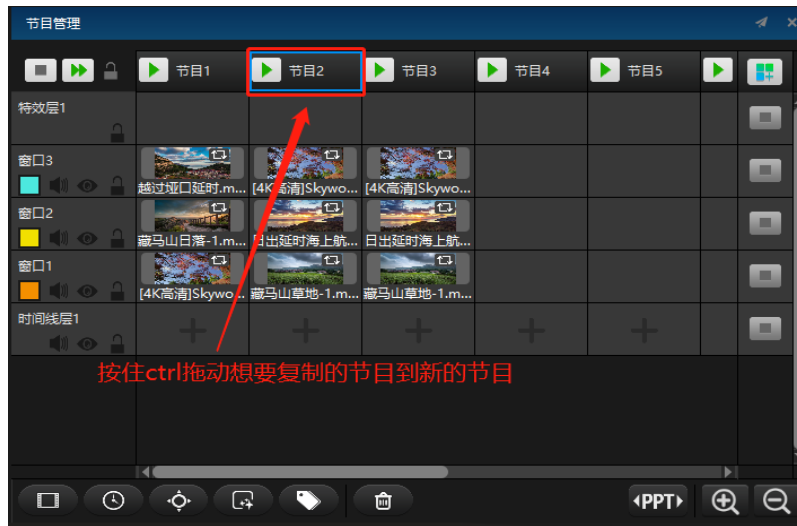 节目管理
节目1 节目2 节目3 节目4 节目5
特效层1
窗口3
越过垭口延时.m... [4K高清]Skywo... [4K高清]Skywo...
窗口2
藏马山日落-1.m... 日出延时海上航... 日出延时海上航...
窗口1
[4K高清]Skywo... 藏马山草地-1.m... 藏马山草地-1.m...
时间线层1
按住ctrl拖动想要复制的节目到新的节目
PPT